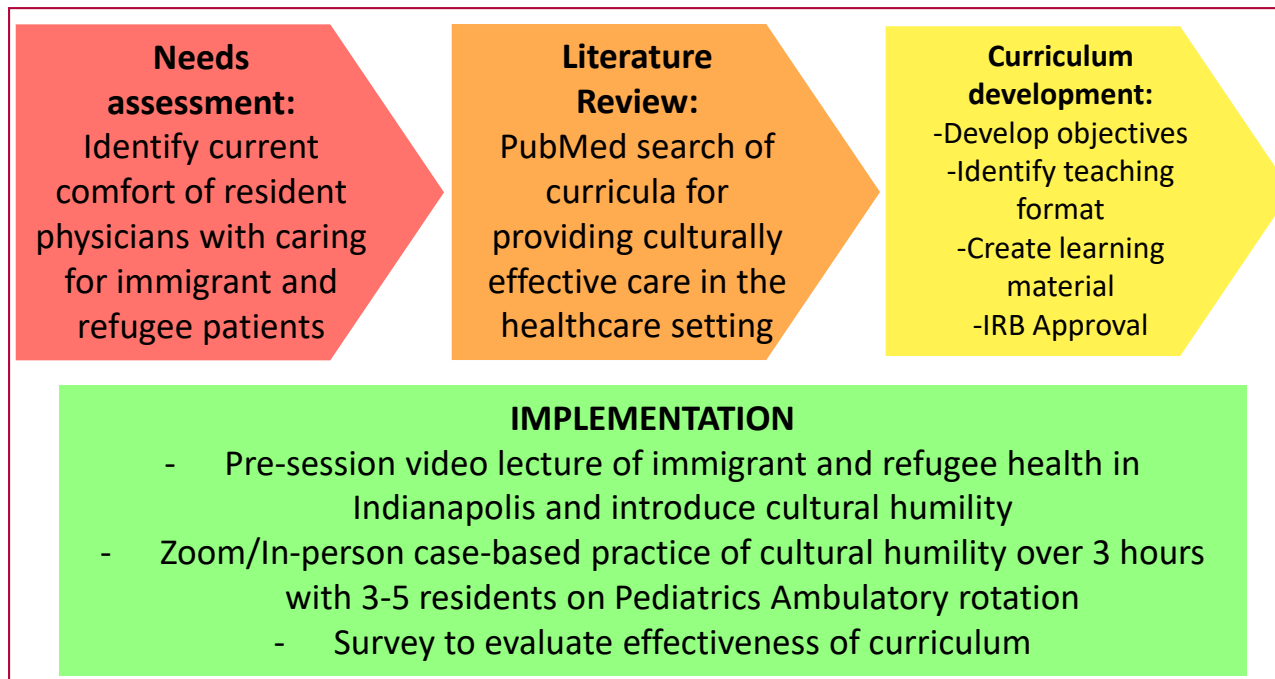 Needs
assessment:
Identify current
comfort of resident
physicians with caring
for immigrant and
refugee patients
Literature
Review:
PubMed search of
curricula for
providing culturally
effective care in the
healthcare setting
Curriculum
development:
-Develop objectives
-Identify teaching
format
-Create learning
material
-IRB Approval
IMPLEMENTATION
- Pre-session video lecture of immigrant and refugee health in
Indianapolis and introduce cultural humility
- Zoom/In-person case-based practice of cultural humility over 3 hours
with 3-5 residents on Pediatrics Ambulatory rotation
- Survey to evaluate effectiveness of curriculum